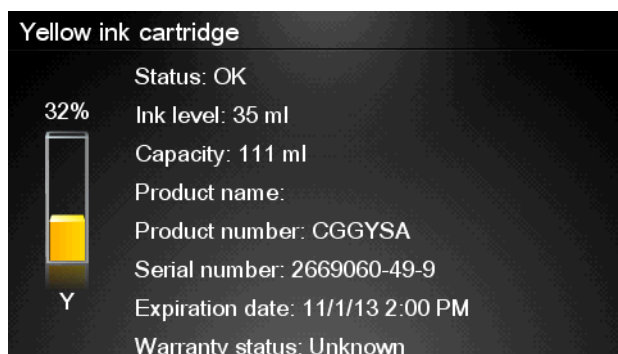 Yellow ink cartridge
Status: OK
32%
Ink level: 35 ml
Capacity: 111 ml
Product name:
Product number: CGGYSA
Serial number: 2669060-49-9
Y
Expiration date: 11/1/13 2:00 PM
Warranty status: Unknown